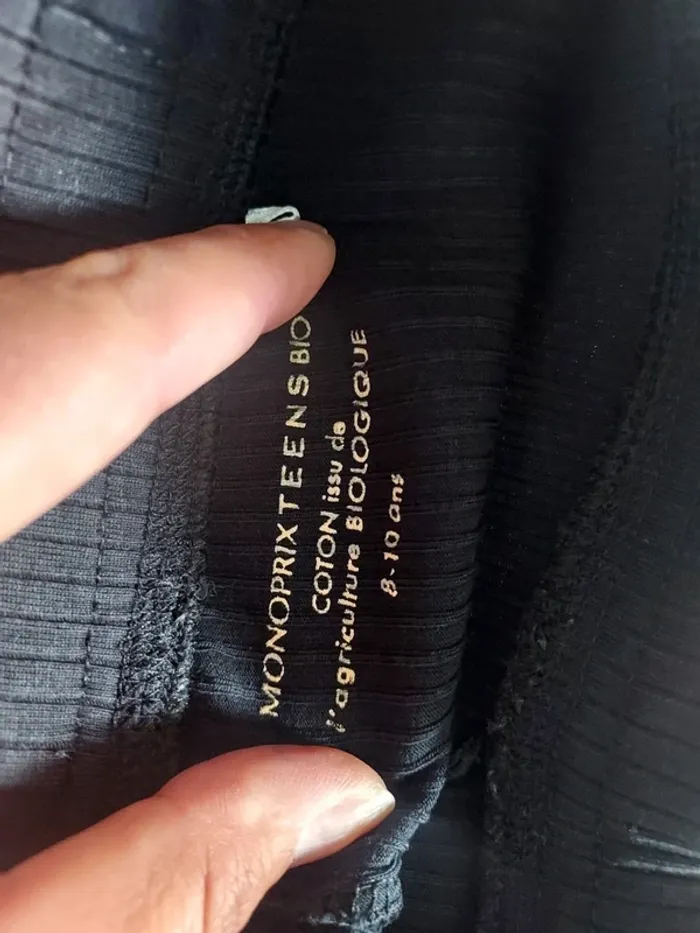 MONOPRIX TEENS BIO
COTON issu de
l'agriculture BIOLOGIQUE
8-10 ans